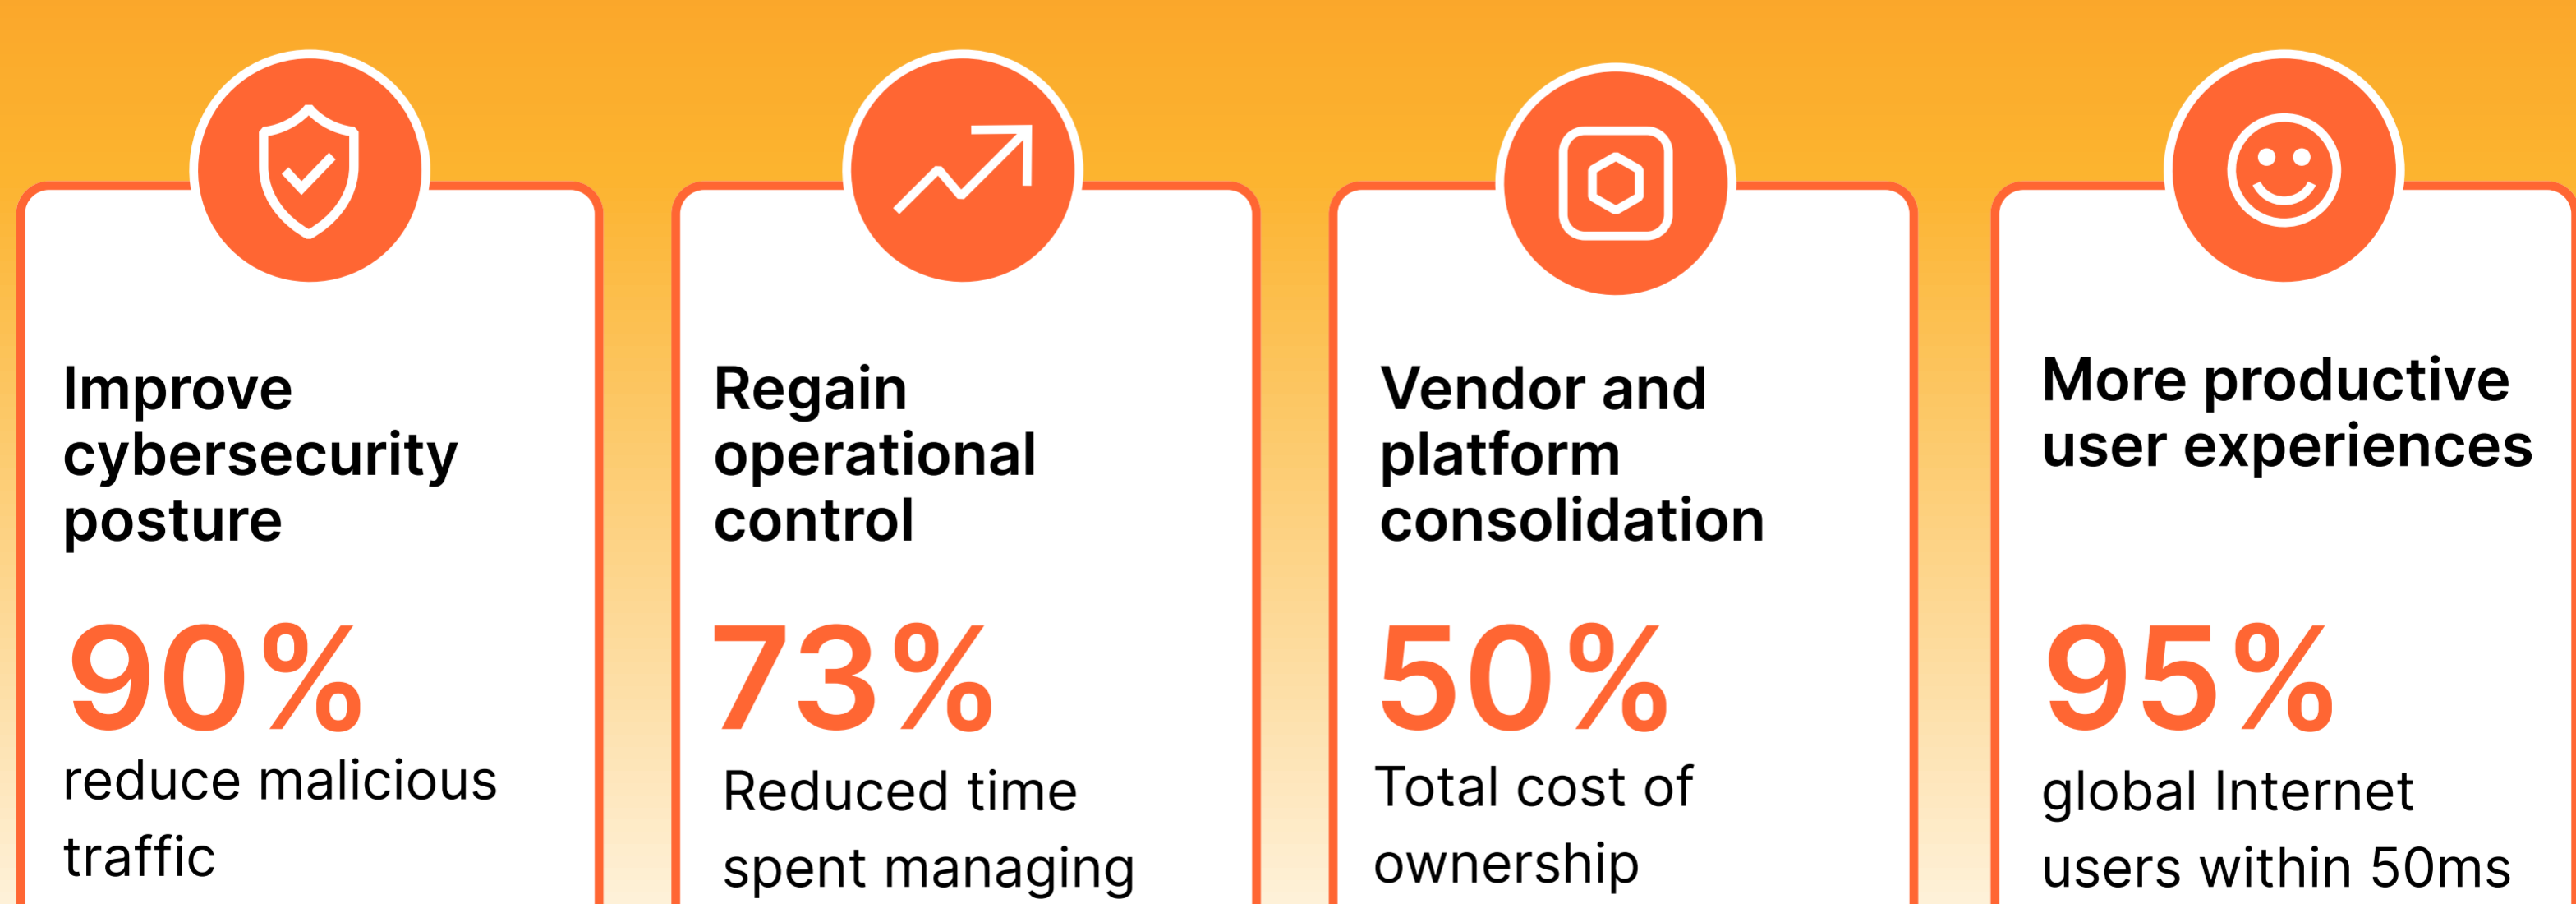 Improve
cybersecurity
posture
90%
reduce malicious
traffic
Regain
operational
control
73%
Reduced time
spent managing
Vendor and
platform
consolidation
50%
Total cost of
ownership
More productive
user experiences
95%
global Internet
users within 50ms